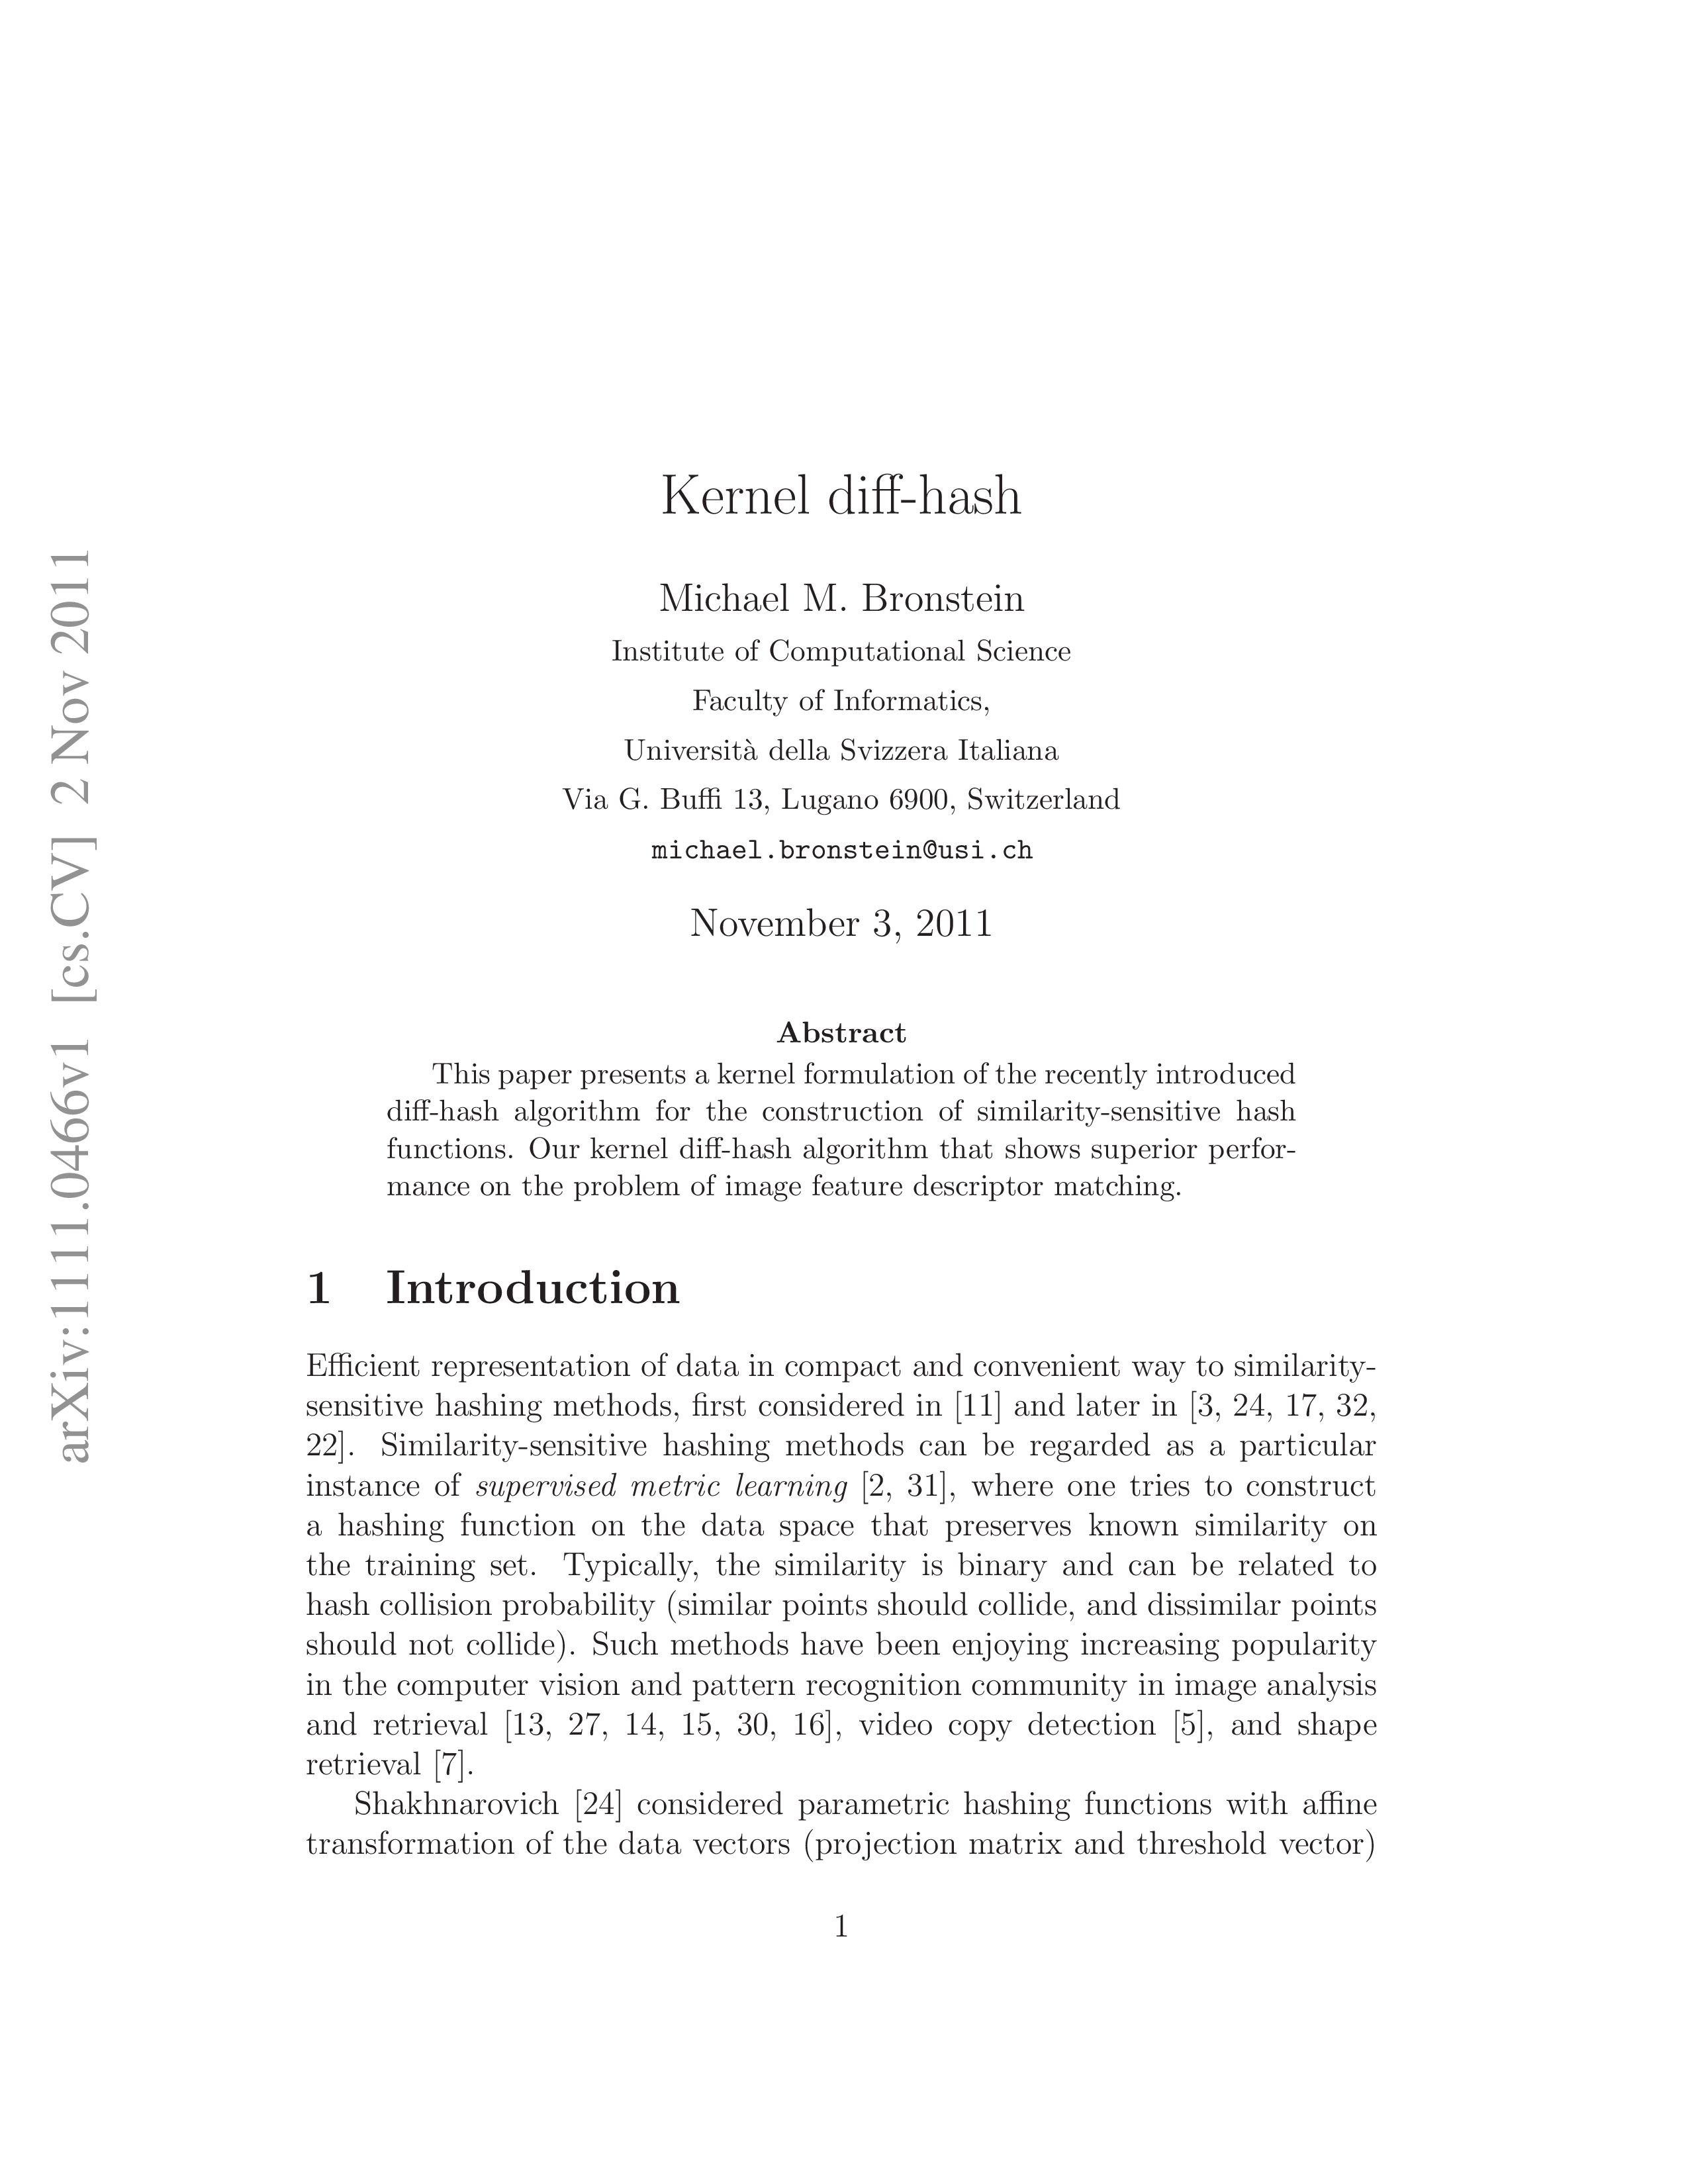 arXiv:1111.0466v1 [cs.CV] 2 Nov 2011
Kernel diff-hash
Michael M. Bronstein
Institute of Computational Science
Faculty of Informatics,
Università della Svizzera Italiana
Via G. Buffi 13, Lugano 6900, Switzerland
michael.bronstein@usi.ch
November 3, 2011
Abstract
This paper presents a kernel formulation of the recently introduced
diff-hash algorithm for the construction of similarity-sensitive hash
functions. Our kernel diff-hash algorithm that shows superior perfor-
mance on the problem of image feature descriptor matching.
1 Introduction
Efficient representation of data in compact and convenient way to similarity-
sensitive hashing methods, first considered in [11] and later in [3, 24, 17, 32,
22]. Similarity-sensitive hashing methods can be regarded as a particular
instance of supervised metric learning [2, 31], where one tries to construct
a hashing function on the data space that preserves known similarity on
the training set. Typically, the similarity is binary and can be related to
hash collision probability (similar points should collide, and dissimilar points
should not collide). Such methods have been enjoying increasing popularity
in the computer vision and pattern recognition community in image analysis
and retrieval [13, 27, 14, 15, 30, 16], video copy detection [5], and shape
retrieval [7].
Shakhnarovich [24] considered parametric hashing functions with affine
transformation of the data vectors (projection matrix and threshold vector)
1